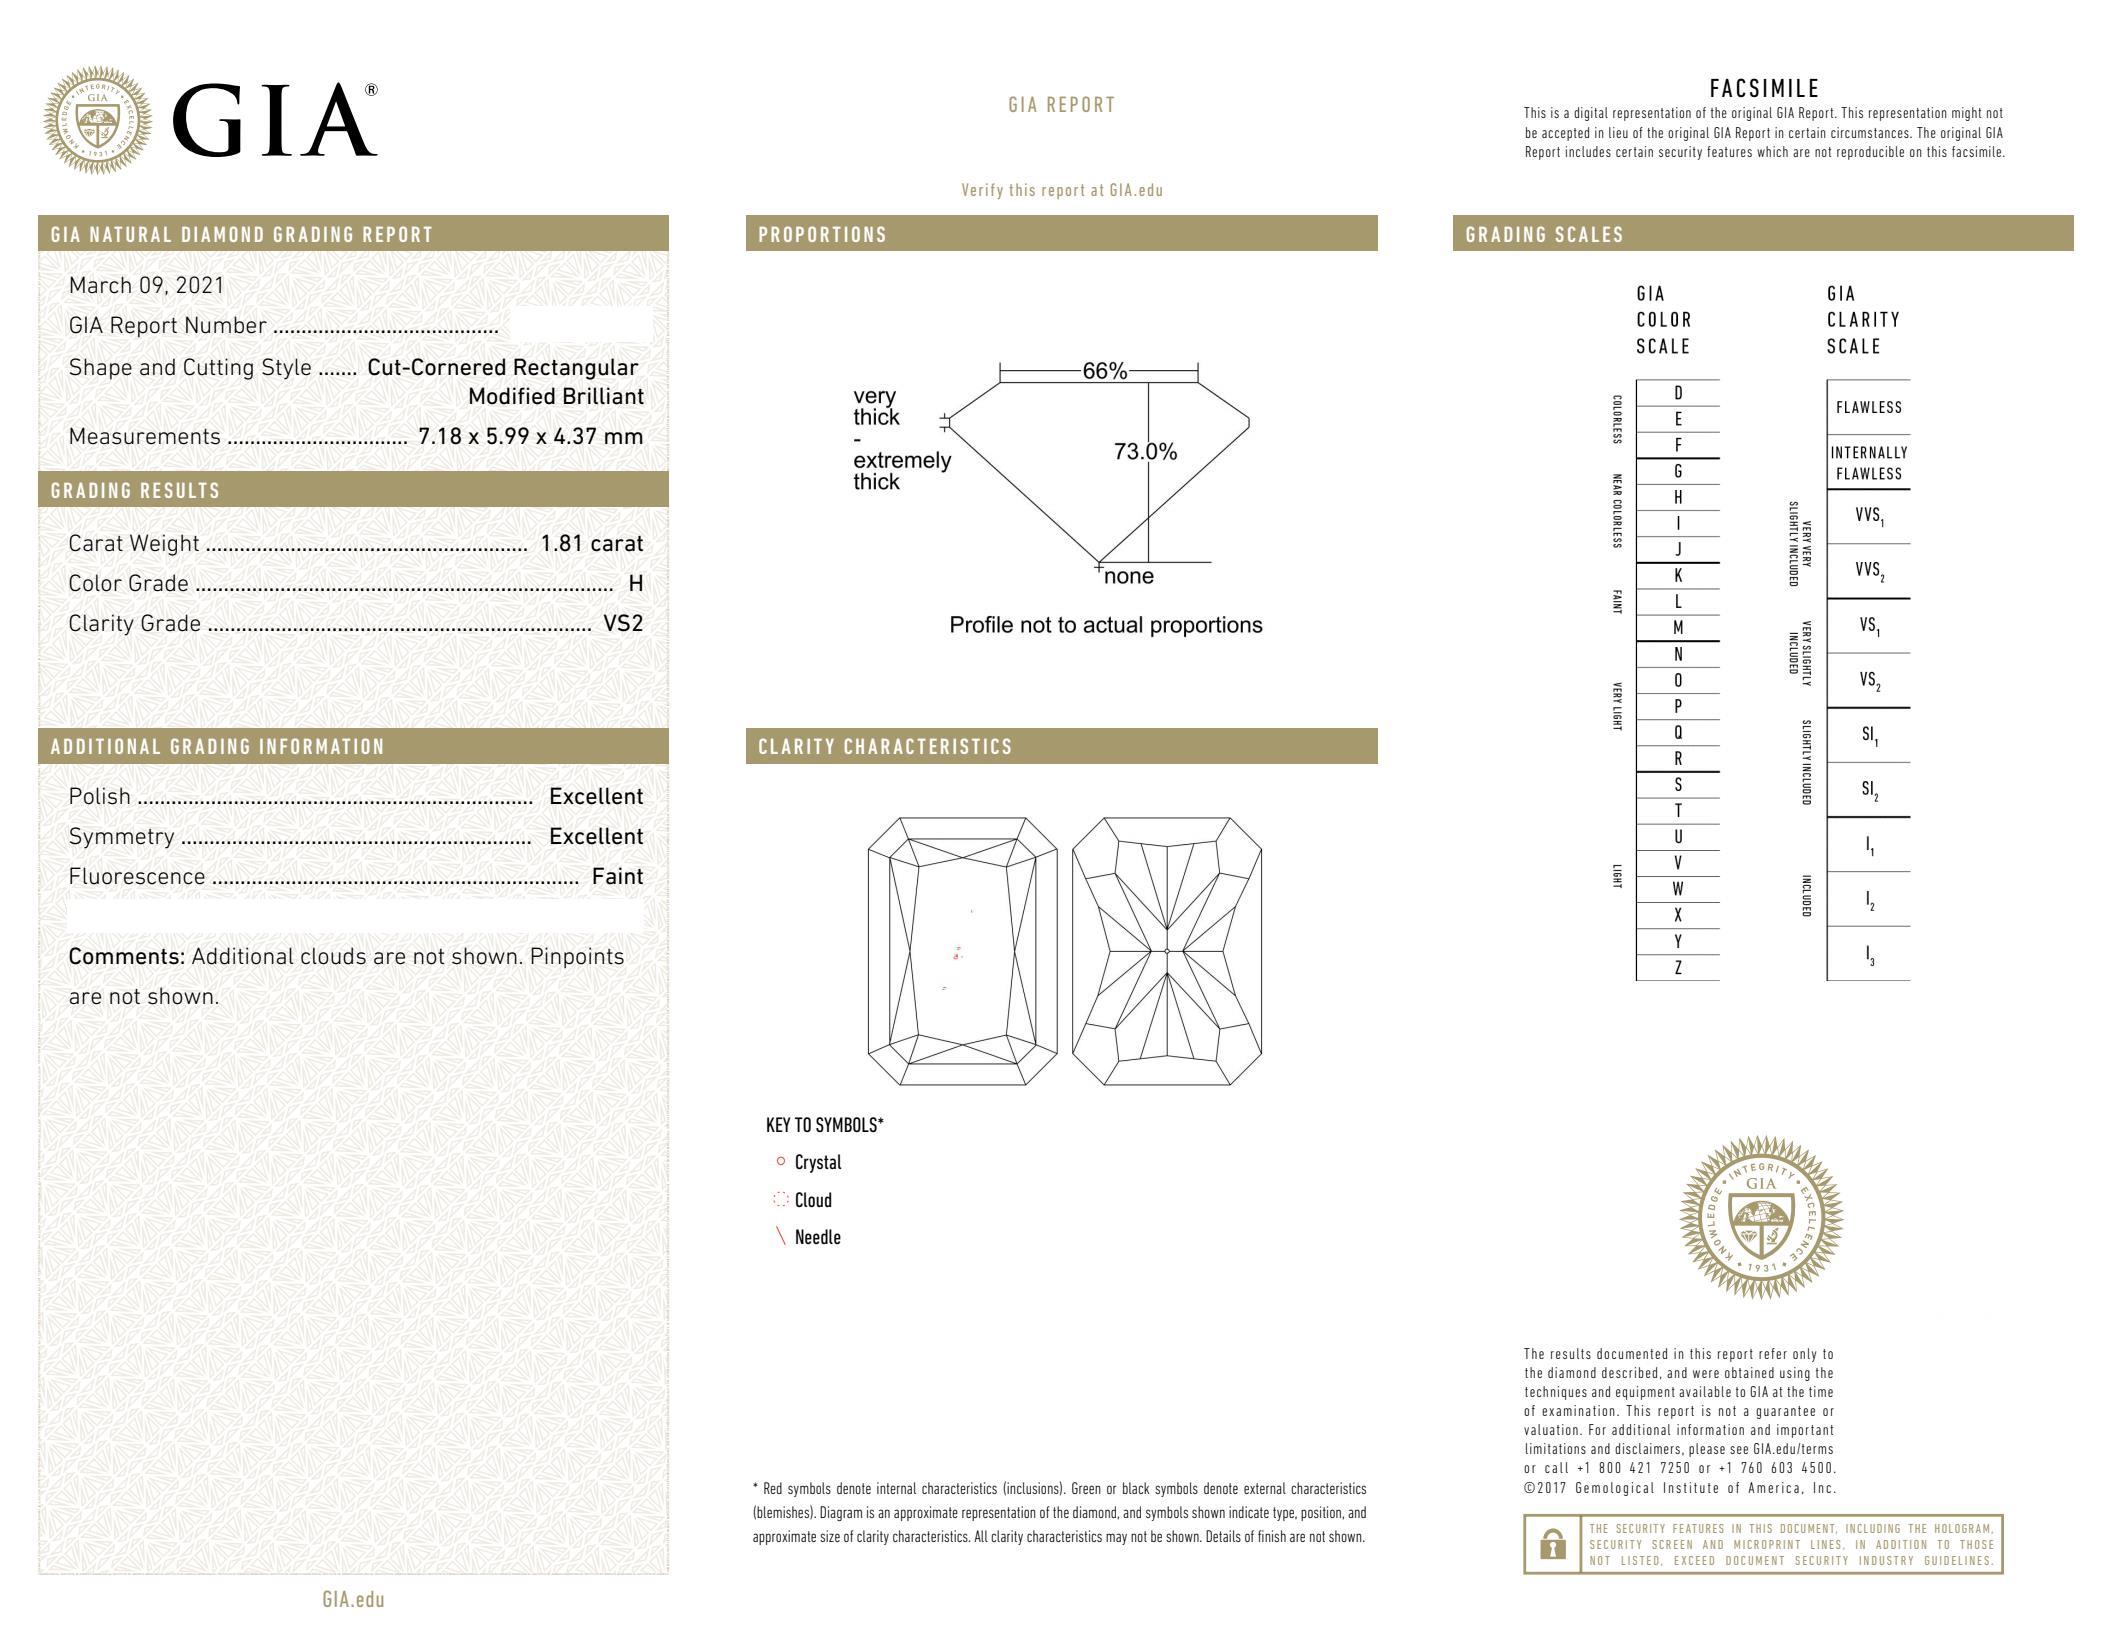 GIA®
GIA
KNOWLEDGE • INTEGRITY • EXCELLENCE
• 1931 •
GIA NATURAL DIAMOND GRADING REPORT
March 09, 2021
GIA Report Number ........................................
Shape and Cutting Style ....... Cut-Cornered Rectangular
Modified Brilliant
Measurements ................................ 7.18 x 5.99 x 4.37 mm
GRADING RESULTS
Carat Weight ......................................................... 1.81 carat
Color Grade .......................................................................... H
Clarity Grade .................................................................... VS2
ADDITIONAL GRADING INFORMATION
Polish ...................................................................... Excellent
Symmetry .............................................................. Excellent
Fluorescence ................................................................. Faint
Comments: Additional clouds are not shown. Pinpoints
are not shown.
GIA.edu
GIA REPORT
Verify this report at GIA.edu
PROPORTIONS
66%
very
thick
-
extremely
thick
73.0%
none
Profile not to actual proportions
CLARITY CHARACTERISTICS
KEY TO SYMBOLS*
Crystal
Cloud
Needle
* Red symbols denote internal characteristics (inclusions). Green or black symbols denote external characteristics
(blemishes). Diagram is an approximate representation of the diamond, and symbols shown indicate type, position, and
approximate size of clarity characteristics. All clarity characteristics may not be shown. Details of finish are not shown.
FACSIMILE
This is a digital representation of the original GIA Report. This representation might not
be accepted in lieu of the original GIA Report in certain circumstances. The original GIA
Report includes certain security features which are not reproducible on this facsimile.
GRADING SCALES
GIA
COLOR
SCALE
COLORLESS
D
E
F
NEAR COLORLESS
G
H
I
J
FAINT
K
L
M
VERY LIGHT
N
O
P
Q
R
LIGHT
S
T
U
V
W
X
Y
Z
GIA
CLARITY
SCALE
FLAWLESS
INTERNALLY
FLAWLESS
VERY VERY
SLIGHTLY INCLUDED
VVS1
VVS2
VERY SLIGHTLY
INCLUDED
VS1
VS2
SLIGHTLY INCLUDED
SI1
SI2
INCLUDED
I1
I2
I3
GIA
KNOWLEDGE • INTEGRITY • EXCELLENCE
• 1931 •
The results documented in this report refer only to
the diamond described, and were obtained using the
techniques and equipment available to GIA at the time
of examination. This report is not a guarantee or
valuation. For additional information and important
limitations and disclaimers, please see GIA.edu/terms
or call +1 800 421 7250 or +1 760 603 4500.
©2017 Gemological Institute of America, Inc.
THE SECURITY FEATURES IN THIS DOCUMENT, INCLUDING THE HOLOGRAM,
SECURITY SCREEN AND MICROPRINT LINES, IN ADDITION TO THOSE
NOT LISTED, EXCEED DOCUMENT SECURITY INDUSTRY GUIDELINES.